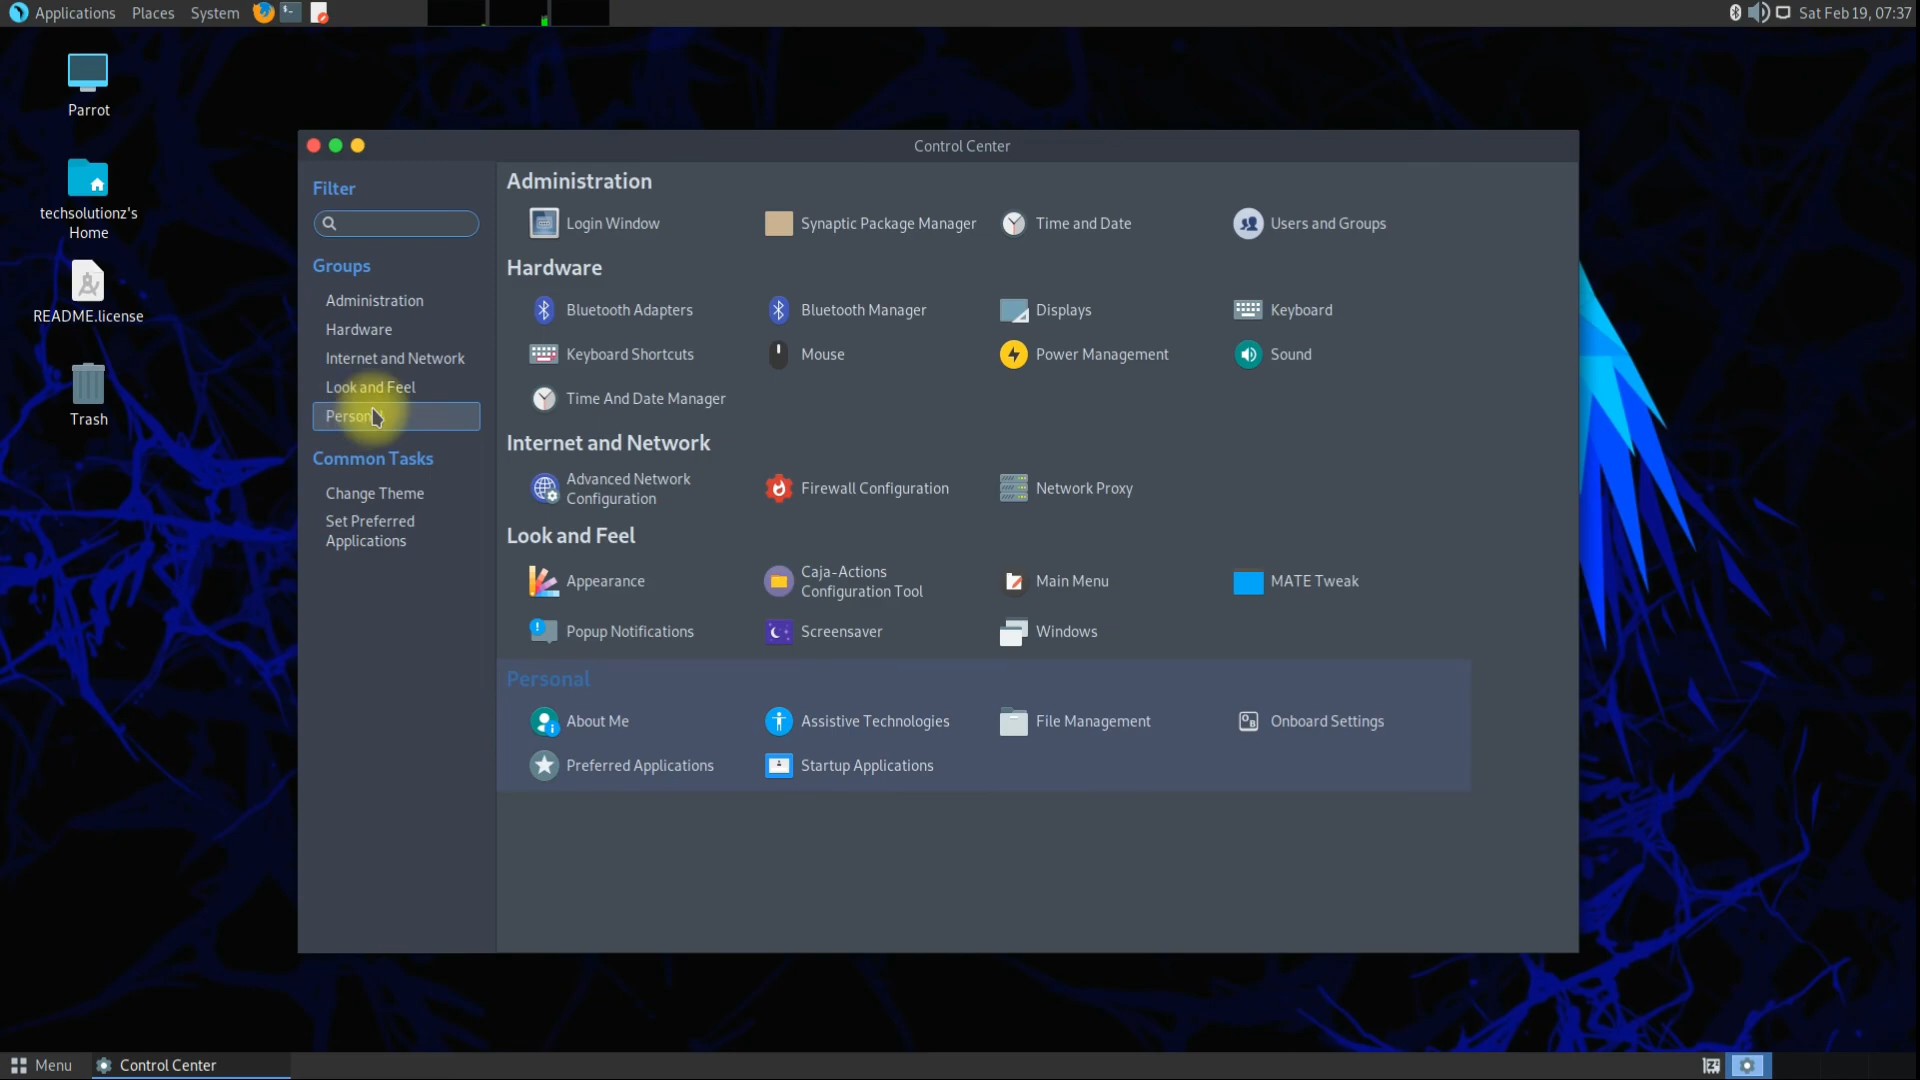 Applications Places System
Sat Feb 19, 07:37
Parrot
techsolutionz's
Home
README.license
Trash
Control Center
Filter
Groups
Administration
Hardware
Internet and Network
Look and Feel
Common Tasks
Change Theme
Set Preferred
Applications
Administration
Login Window Synaptic Package Manager Time and Date Users and Groups
Hardware
Bluetooth Adapters Bluetooth Manager Displays Keyboard
Keyboard Shortcuts Mouse Power Management Sound
Time And Date Manager
Internet and Network
Advanced Network
Configuration
Firewall Configuration Network Proxy
Look and Feel
Appearance
Caja-Actions
Configuration Tool
Main Menu MATE Tweak
Popup Notifications Screensaver Windows
Personal
About Me Assistive Technologies File Management Onboard Settings
Preferred Applications Startup Applications
Menu Control Center